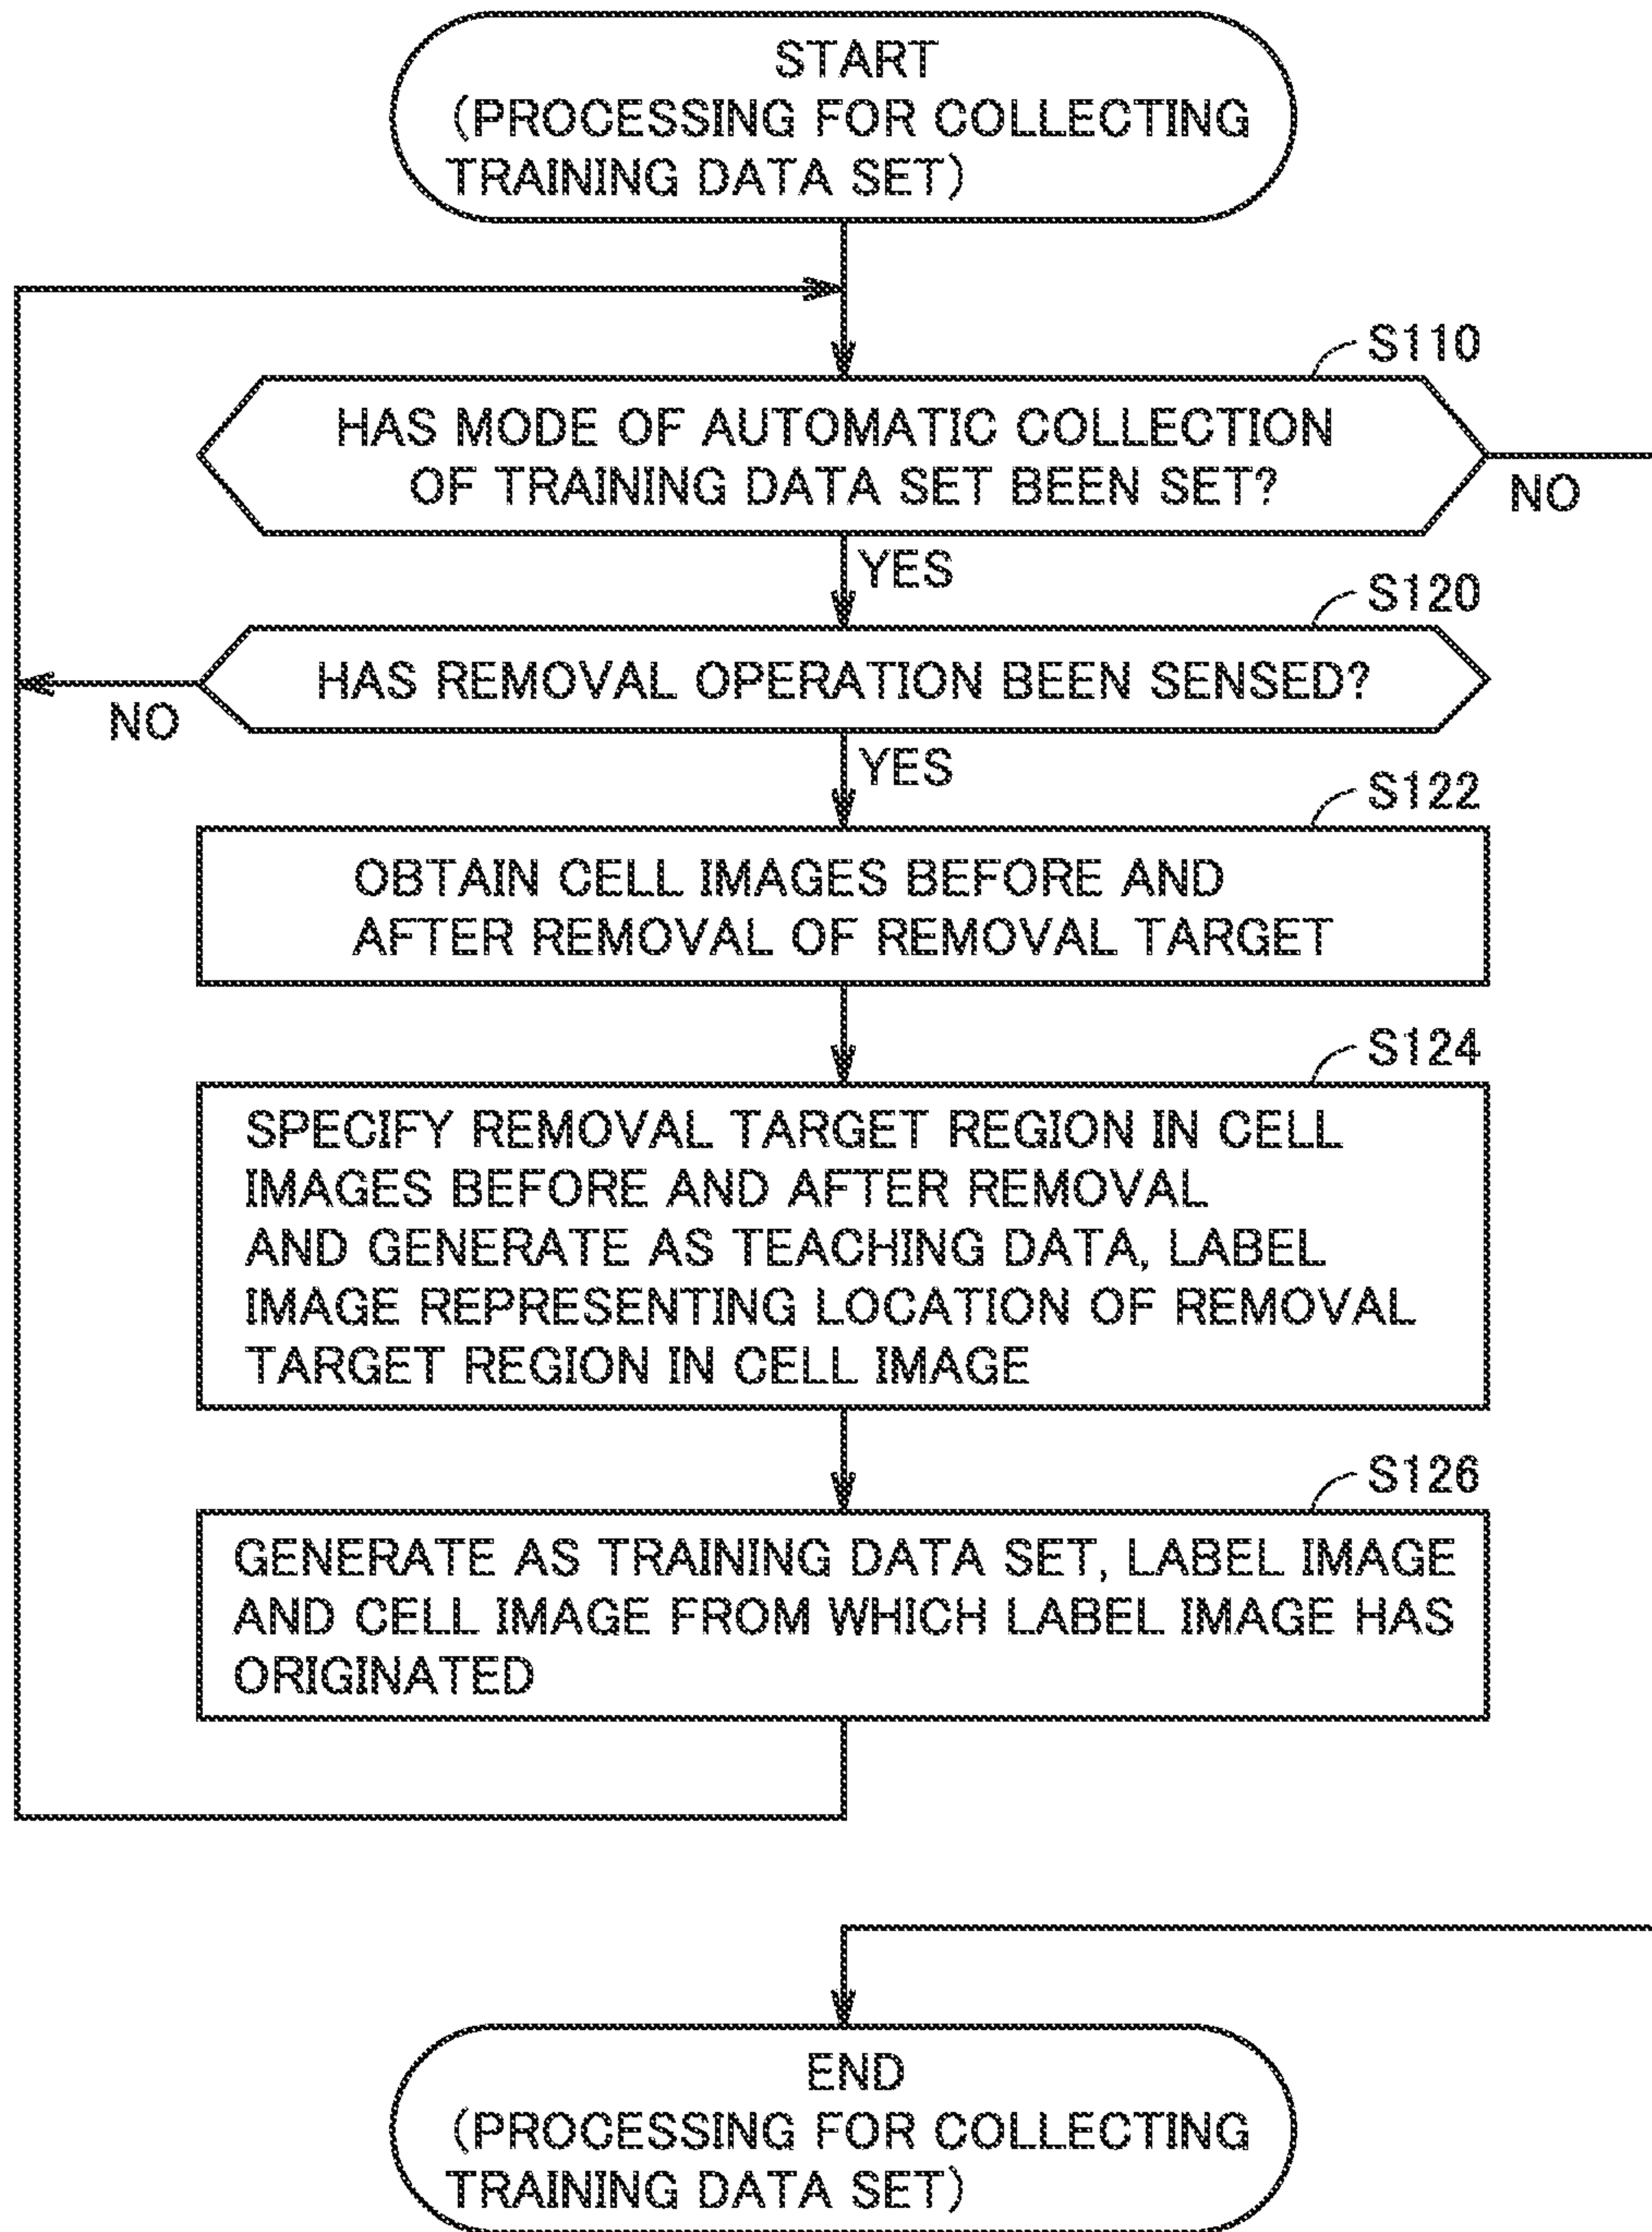 START
(PROCESSING FOR COLLECTING
TRAINING DATA SET)
S110
HAS MODE OF AUTOMATIC COLLECTION
OF TRAINING DATA SET BEEN SET?
NO
YES
S120
HAS REMOVAL OPERATION BEEN SENSED?
NO
YES
S122
OBTAIN CELL IMAGES BEFORE AND
AFTER REMOVAL OF REMOVAL TARGET
S124
SPECIFY REMOVAL TARGET REGION IN CELL
IMAGES BEFORE AND AFTER REMOVAL
AND GENERATE AS TEACHING DATA, LABEL
IMAGE REPRESENTING LOCATION OF REMOVAL
TARGET REGION IN CELL IMAGE
S126
GENERATE AS TRAINING DATA SET, LABEL IMAGE
AND CELL IMAGE FROM WHICH LABEL IMAGE HAS
ORIGINATED
END
(PROCESSING FOR COLLECTING
TRAINING DATA SET)